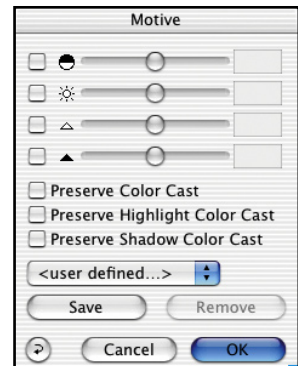 Motive
Preserve Color Cast
Preserve Highlight Color Cast
Preserve Shadow Color Cast
<user defined...>
Save Remove
Cancel OK